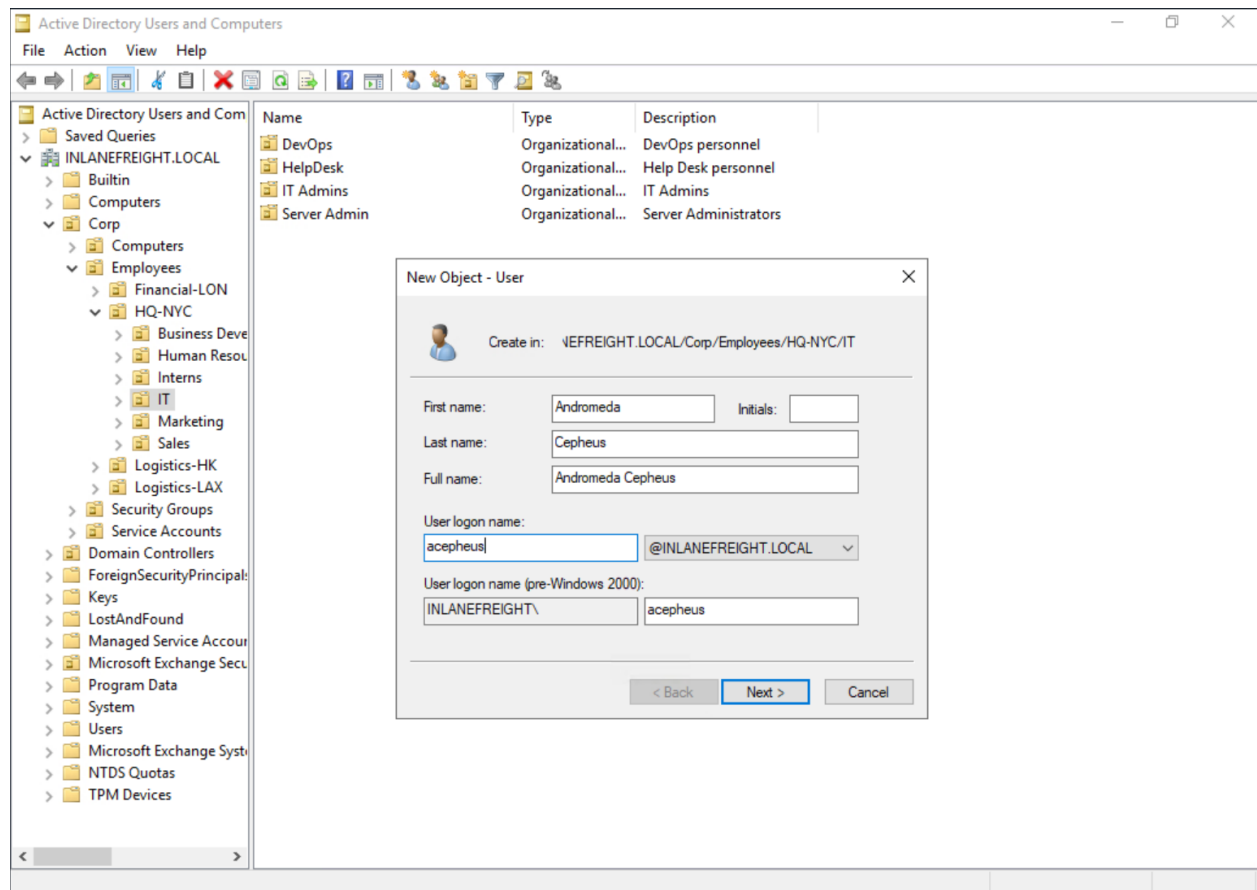 Active Directory Users and Computers
File Action View Help
Active Directory Users and Com
Saved Queries
INLANEFREIGHT.LOCAL
Builtin
Computers
Corp
Computers
Employees
Financial-LON
HQ-NYC
Business Deve
Human Resou
Interns
IT
Marketing
Sales
Logistics-HK
Logistics-LAX
Security Groups
Service Accounts
Domain Controllers
ForeignSecurityPrincipals
Keys
LostAndFound
Managed Service Accour
Microsoft Exchange Secu
Program Data
System
Users
Microsoft Exchange Syste
NTDS Quotas
TPM Devices
Name Type Description
DevOps Organizational... DevOps personnel
HelpDesk Organizational... Help Desk personnel
IT Admins Organizational... IT Admins
Server Admin Organizational... Server Administrators
New Object - User
Create in: NEFREIGHT.LOCAL/Corp/Employees/HQ-NYC/IT
First name: Andromeda Initials:
Last name: Cepheus
Full name: Andromeda Cepheus
User logon name:
acepheus @INLANEFREIGHT.LOCAL
User logon name (pre-Windows 2000):
INLANEFREIGHT\ acepheus
< Back Next > Cancel